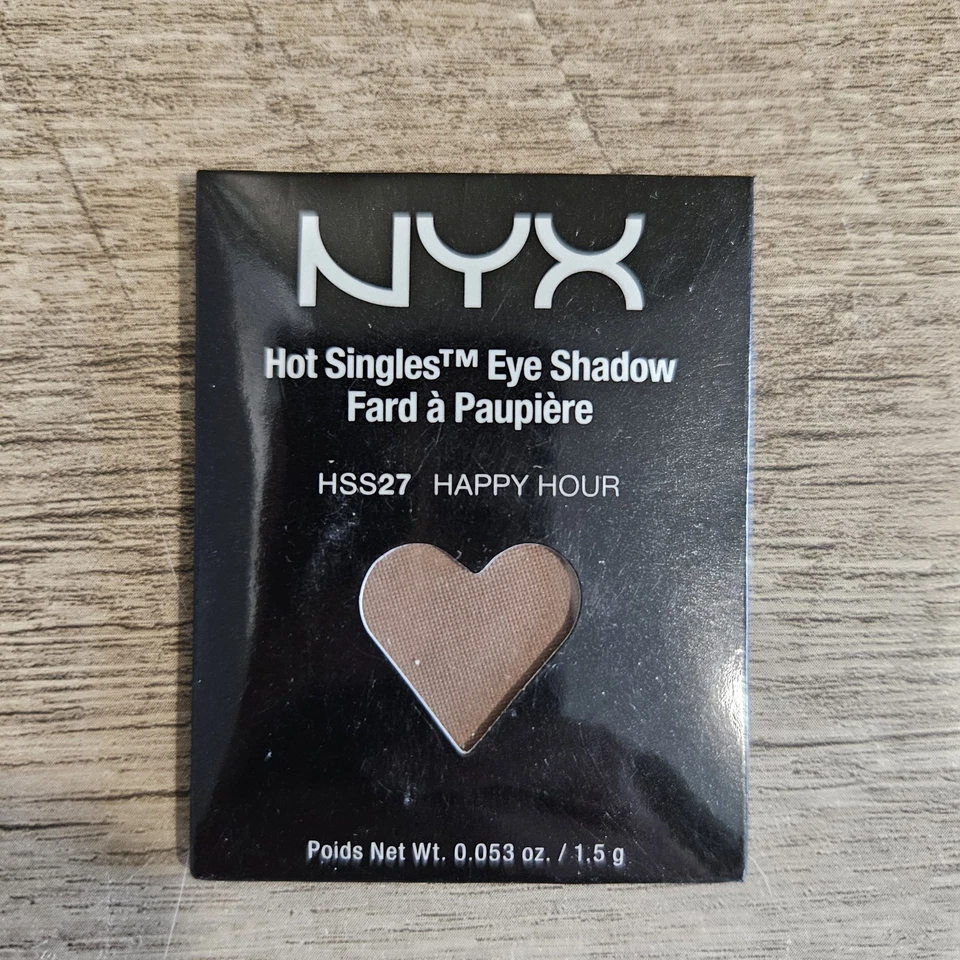 NYX
Hot Singles™ Eye Shadow
Fard à Paupière
HSS27 HAPPY HOUR
Poids Net Wt. 0.053 oz. / 1.5 g